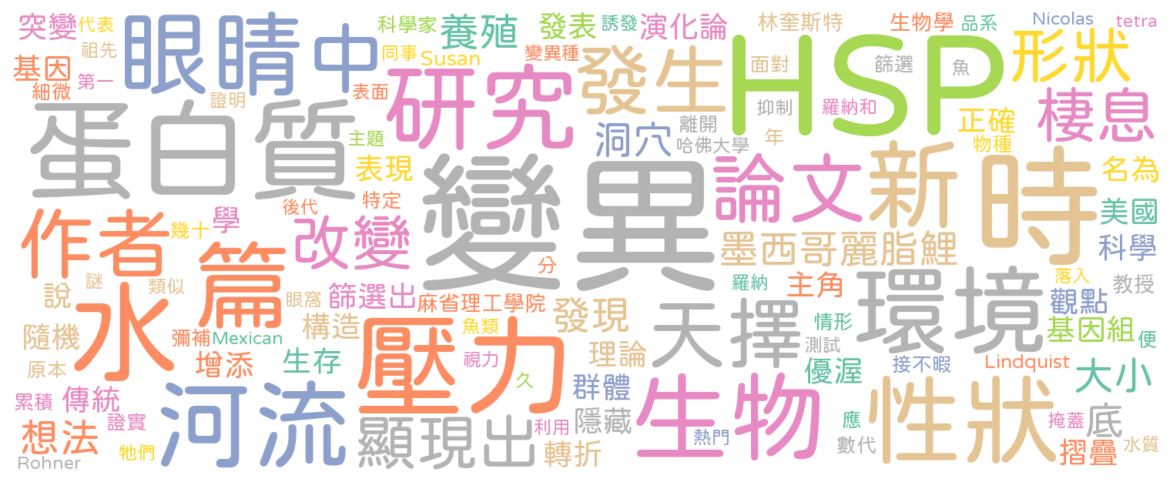 突變 代表 眼睛 中 科學家 養殖 發表 誘發 演化論 林奎斯特 生物學 品系 Nicolas tetra
祖先 同事 Susan 變異種 面對 HSP 篩選 魚 形狀
基因 第一 研究 發生
細微 證明 表面 抑制 羅納和 正確 棲息
蛋白質 主題 洞穴 離開 年 物種
表現 哈佛大學
變異 論文 新 時 名為
作者 學 後代 特定 美國
幾十 改變 墨西哥麗脂鯉 科學
篇 分
謎 類似 羅納 主角 環境 落入 教授
說 水 眼窩 篩選出 麻省理工學院 發現 天擇 觀點
隨機 彌補 Mexican 構造 魚類 情形 基因組 便
原本 增添 生存 壓力 視力 理論 測試 接不暇 Lindquist
久 群體 生物 優渥 大小
累積 傳統 河流 性狀
證實 隱藏 應 掩蓋
想法 顯現出 利用 熱門 數代 底
牠們 轉折 摺疊 水質
Rohner